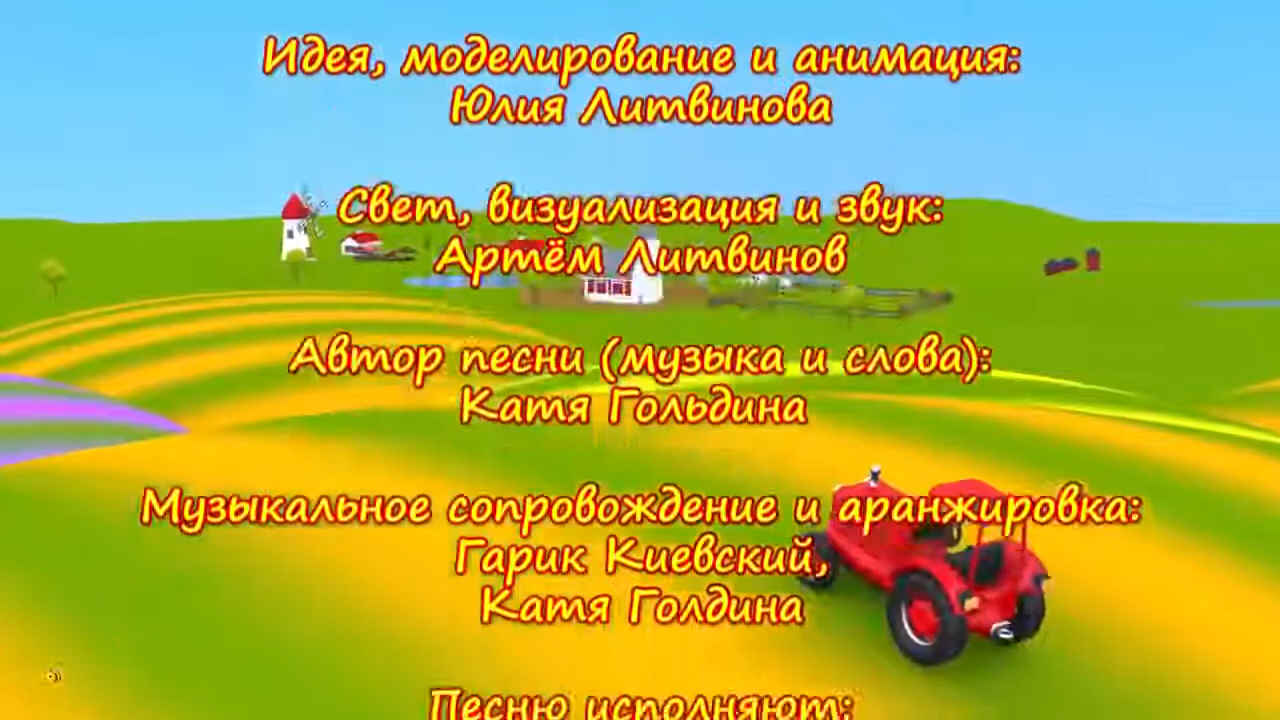 Идея, моделирование и анимация:
Юлия Литвинова
Свет, визуализация и звук:
Артём Литвинов
Автор песни (музыка и слова):
Катя Гольдина
Музыкальное сопровождение и аранжировка:
Гарик Киевский,
Катя Голдина
Песню исполняют: